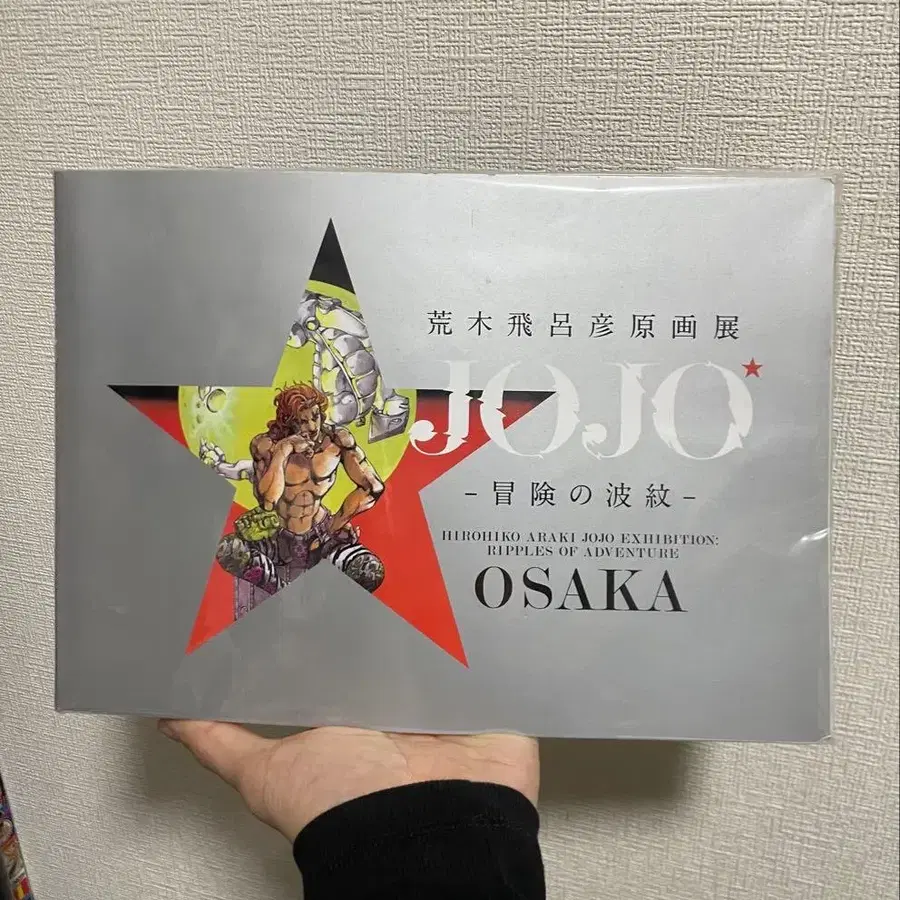 荒木飛呂彦原画展
JOJO
-冒険の波紋-
HIROHIKO ARAKI JOJO EXHIBITION:
RIPPLES OF ADVENTURE
OSAKA